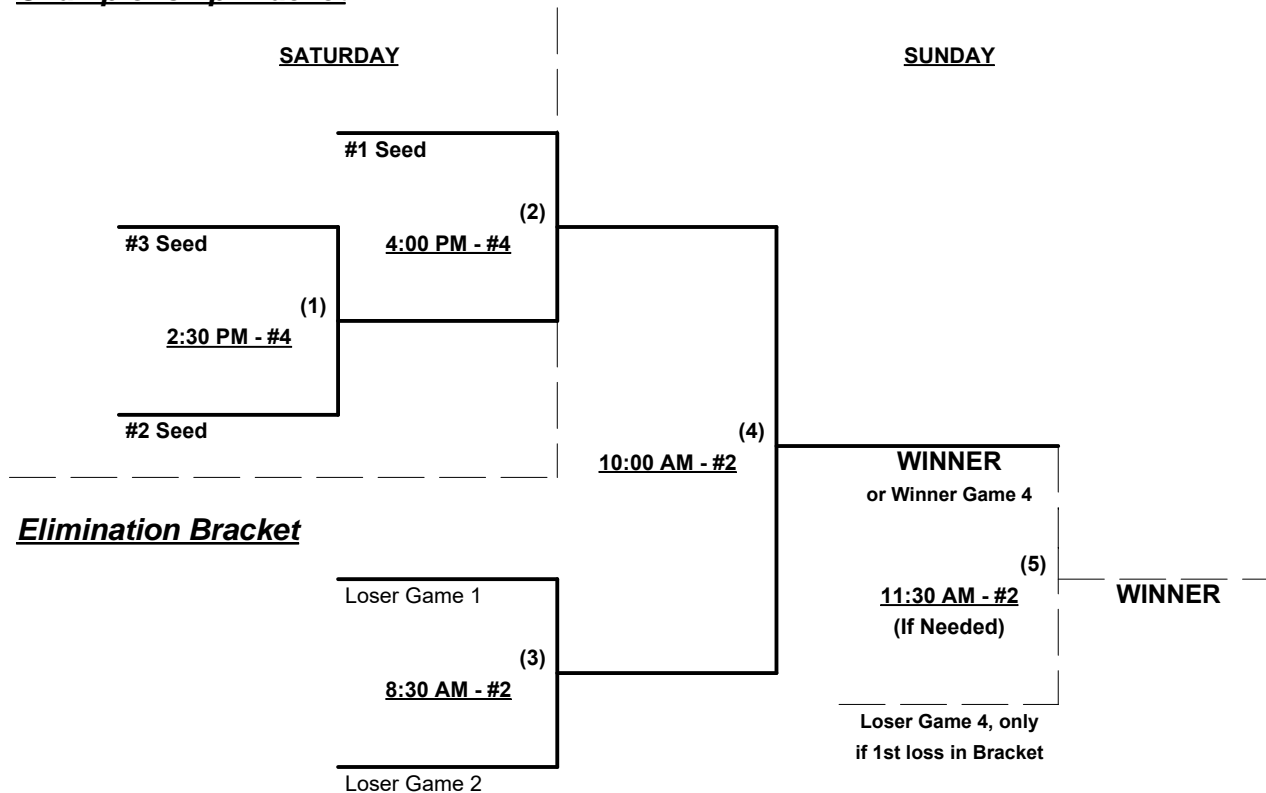 SATURDAY
SUNDAY
#1 Seed
(2)
#3 Seed
4:00 PM - #4
(1)
2:30 PM - #4
#2 Seed
(4)
10:00 AM - #2
WINNER
or Winner Game 4
Elimination Bracket
(5)
Loser Game 1
11:30 AM - #2
WINNER
(If Needed)
(3)
8:30 AM - #2
Loser Game 4, only
if 1st loss in Bracket
Loser Game 2